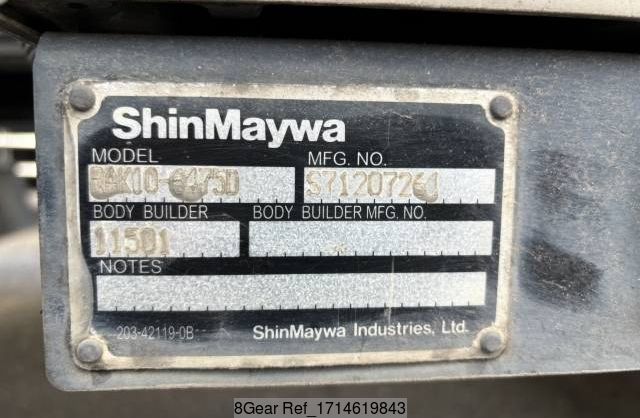 ShinMaywa
MODEL MFG. NO.
S71207261
BODY BUILDER BODY BUILDER MFG. NO.
11501
NOTES
203-42119-0B ShinMaywa Industries, Ltd.
8Gear Ref_1714619843